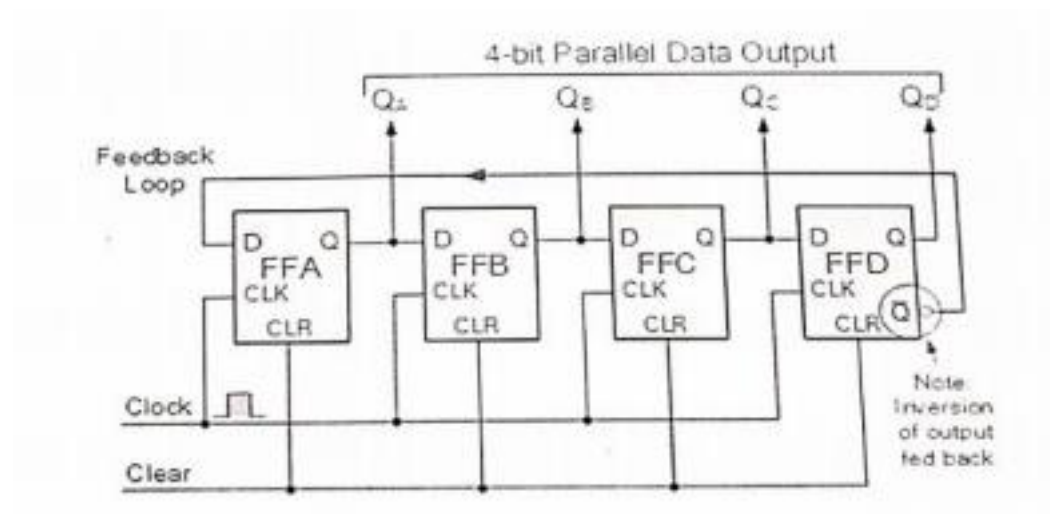 4-bit Parallel Data Output
QA QB QC QD
Feedback
Loop
D Q D Q D Q D Q
FFA FFB FFC FFD
CLK CLK CLK CLK
CLR CLR CLR CLR Q̅
Clock
Clear
Note:
Inversion
of output
fed back